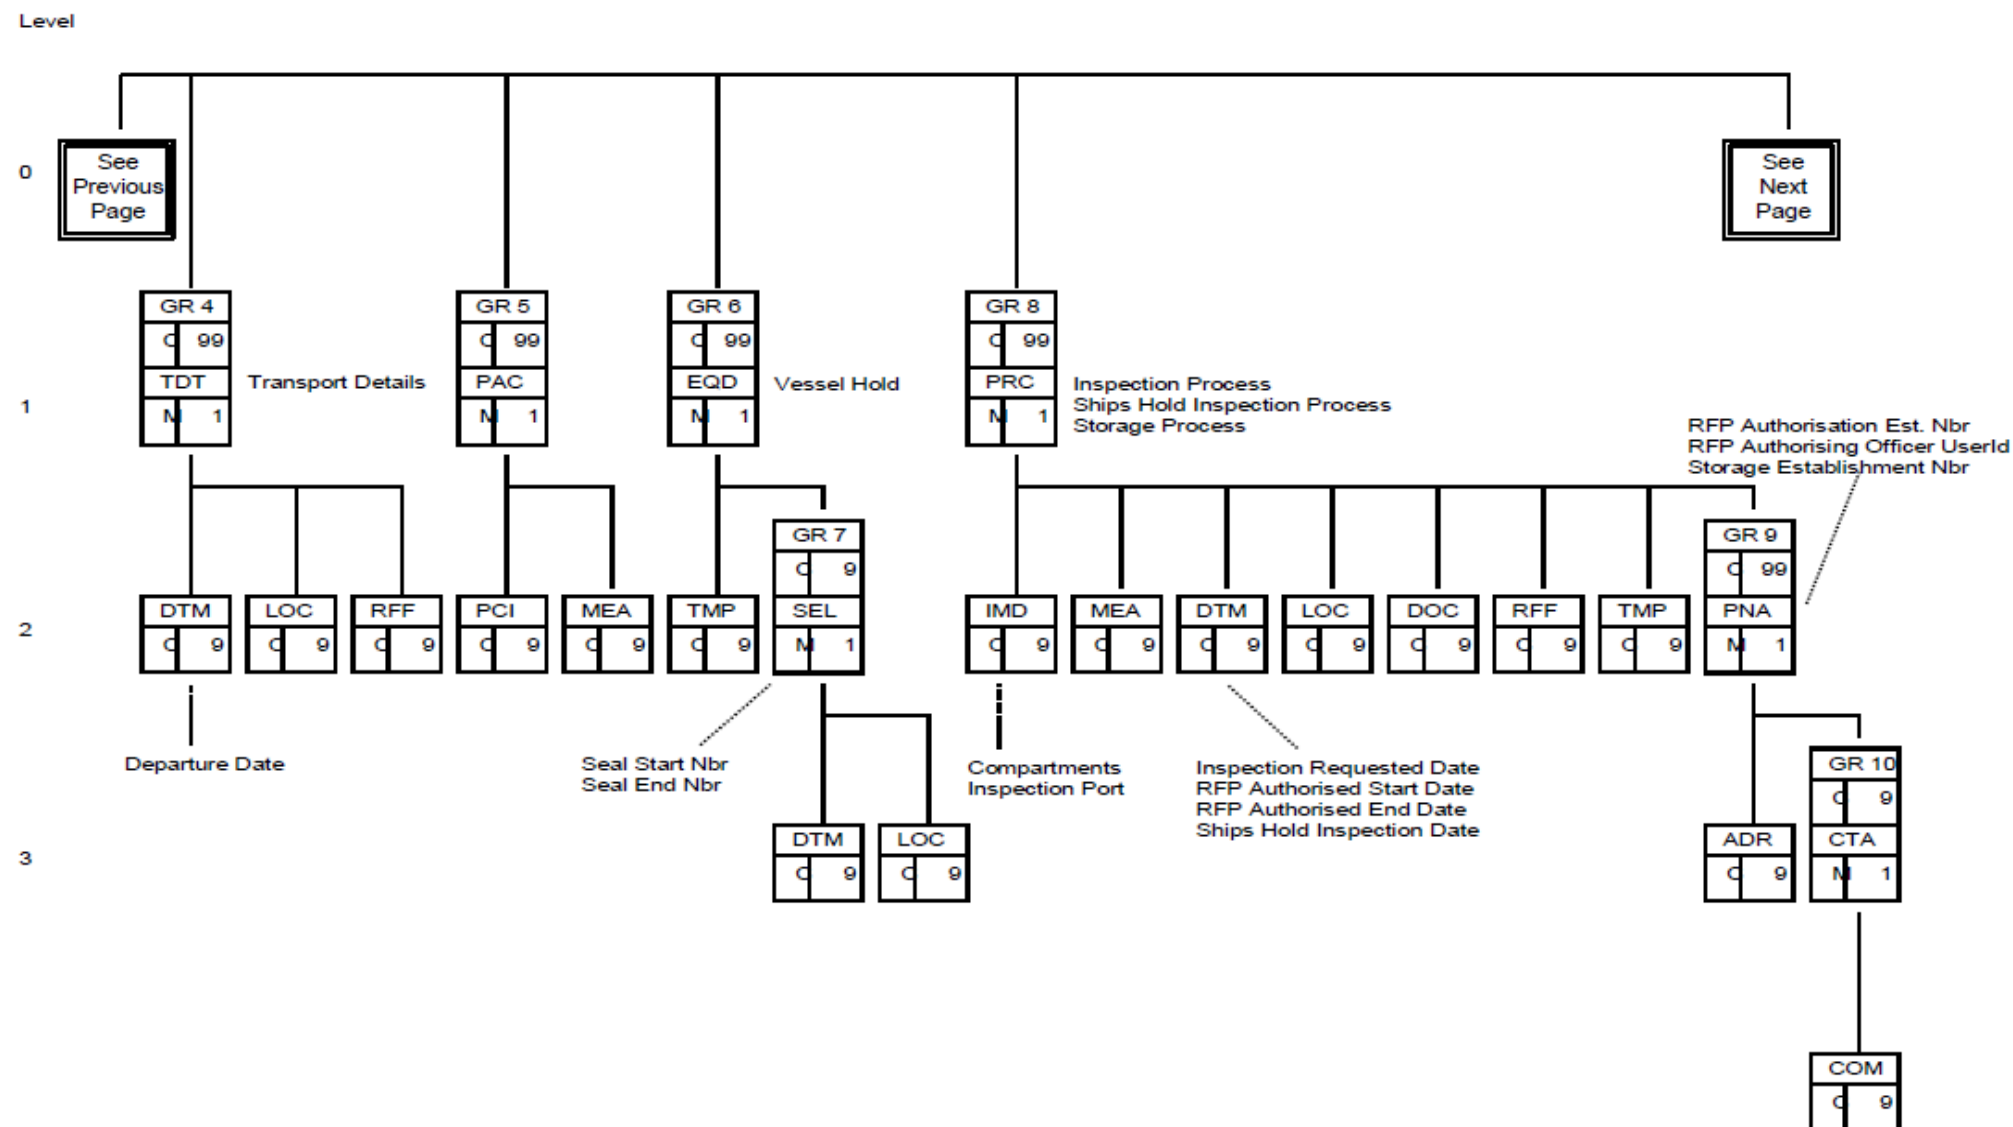 Level
0
See
Previous
Page
See
Next
Page
GR 4
C 99
TDT
M 1
Transport Details
GR 5
C 99
PAC
M 1
GR 6
C 99
EQD
M 1
Vessel Hold
GR 8
C 99
PRC
M 1
Inspection Process
Ships Hold Inspection Process
Storage Process
1
RFP Authorisation Est. Nbr
RFP Authorising Officer UserId
Storage Establishment Nbr
GR 7
C 9
SEL
M 1
GR 9
C 99
PNA
M 1
2
DTM
C 9
LOC
C 9
RFF
C 9
PCI
C 9
MEA
C 9
TMP
C 9
IMD
C 9
MEA
C 9
DTM
C 9
LOC
C 9
DOC
C 9
RFF
C 9
TMP
C 9
Departure Date
Seal Start Nbr
Seal End Nbr
Compartments
Inspection Port
Inspection Requested Date
RFP Authorised Start Date
RFP Authorised End Date
Ships Hold Inspection Date
GR 10
C 9
CTA
M 1
3
DTM
C 9
LOC
C 9
ADR
C 9
COM
C 9